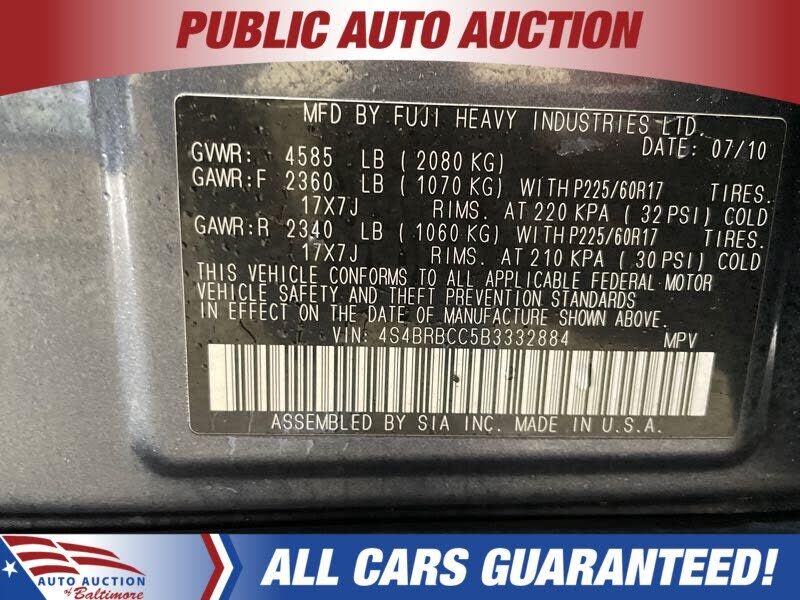 PUBLIC AUTO AUCTION
MFD BY FUJI HEAVY INDUSTRIES LTD.
DATE: 07/10
GVWR: 4585 LB ( 2080 KG)
GAWR:F 2360 LB ( 1070 KG) WITH P225/60R17 TIRES.
17X7J RIMS. AT 220 KPA ( 32 PSI) COLD
GAWR:R 2340 LB ( 1060 KG) WITH P225/60R17 TIRES.
17X7J RIMS. AT 210 KPA ( 30 PSI) COLD
THIS VEHICLE CONFORMS TO ALL APPLICABLE FEDERAL MOTOR
VEHICLE SAFETY AND THEFT PREVENTION STANDARDS
IN EFFECT ON THE DATE OF MANUFACTURE SHOWN ABOVE.
VIN: 4S4BRBCC5B3332884 MPV
ASSEMBLED BY SIA INC. MADE IN U.S.A.
AUTO AUCTION
of Baltimore
ALL CARS GUARANTEED!